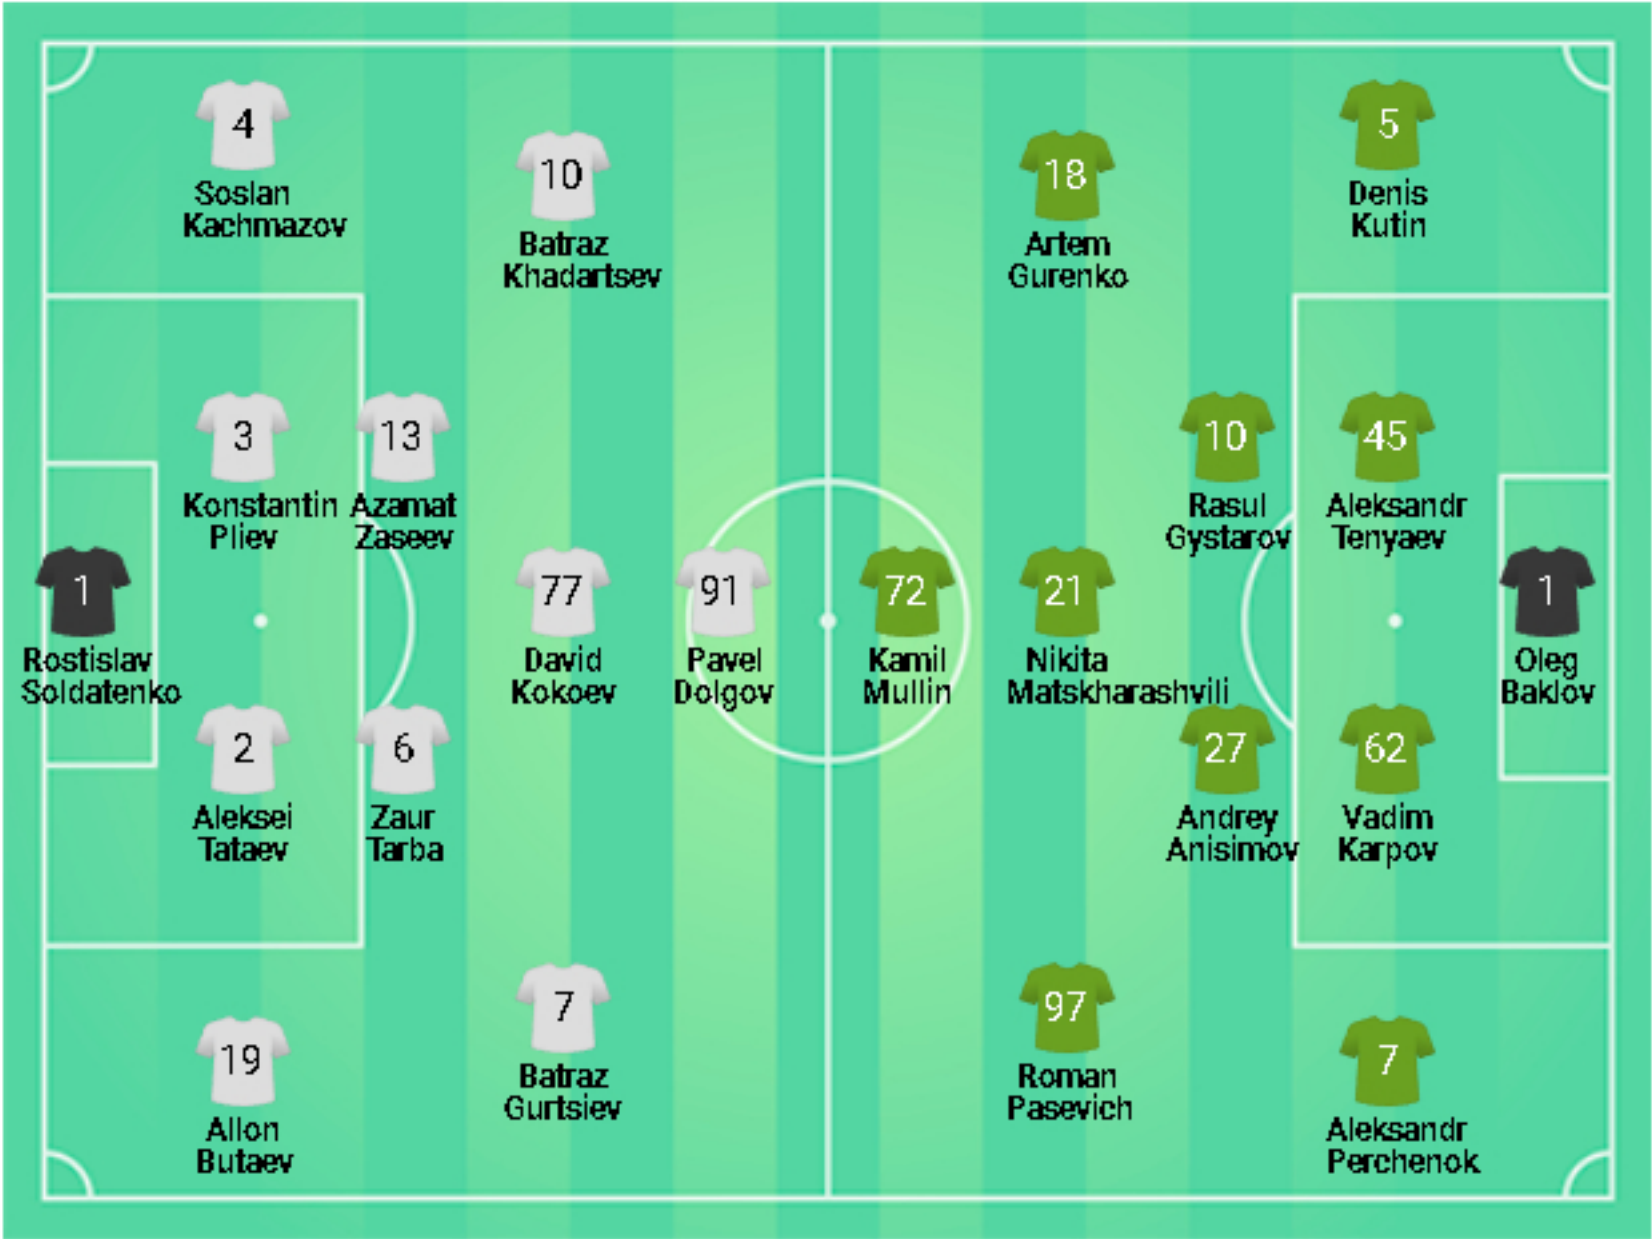 4
Soslan
Kachmazov
10
Batraz
Khadartsev
18
Artem
Gurenko
5
Denis
Kutin
3
Konstantin
Pliev
13
Azamat
Zaseev
10
Rasul
Gystarov
45
Aleksandr
Tenyaev
1
Rostislav
Soldatenko
77
David
Kokoev
91
Pavel
Dolgov
72
Kamil
Mullin
21
Nikita
Matskharashvili
1
Oleg
Baklov
2
Aleksei
Tataev
6
Zaur
Tarba
27
Andrey
Anisimov
62
Vadim
Karpov
19
Allon
Butaev
7
Batraz
Gurtsiev
97
Roman
Pasevich
7
Aleksandr
Perchenok